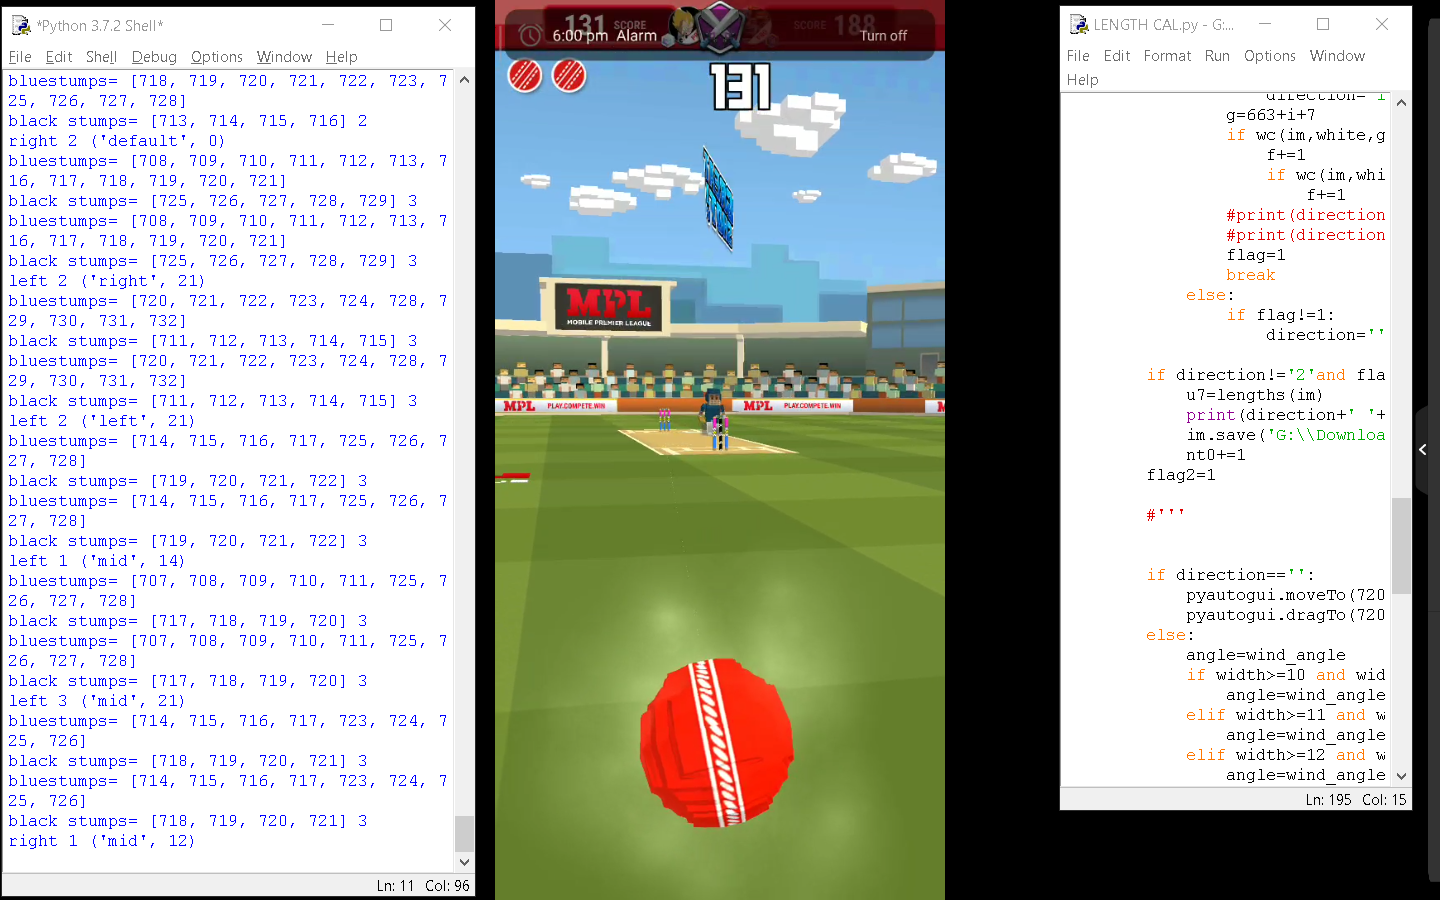 *Python 3.7.2 Shell*
File Edit Shell Debug Options Window Help
bluestumps= [718, 719, 720, 721, 722, 723, 7
25, 726, 727, 728]
black stumps= [713, 714, 715, 716] 2
right 2 ('default', 0)
bluestumps= [708, 709, 710, 711, 712, 713, 7
16, 717, 718, 719, 720, 721]
black stumps= [725, 726, 727, 728, 729] 3
bluestumps= [708, 709, 710, 711, 712, 713, 7
16, 717, 718, 719, 720, 721]
black stumps= [725, 726, 727, 728, 729] 3
left 2 ('right', 21)
bluestumps= [720, 721, 722, 723, 724, 728, 7
29, 730, 731, 732]
black stumps= [711, 712, 713, 714, 715] 3
bluestumps= [720, 721, 722, 723, 724, 728, 7
29, 730, 731, 732]
black stumps= [711, 712, 713, 714, 715] 3
left 2 ('left', 21)
bluestumps= [714, 715, 716, 717, 725, 726, 7
27, 728]
black stumps= [719, 720, 721, 722] 3
bluestumps= [714, 715, 716, 717, 725, 726, 7
27, 728]
black stumps= [719, 720, 721, 722] 3
left 1 ('mid', 14)
bluestumps= [707, 708, 709, 710, 711, 725, 7
26, 727, 728]
black stumps= [717, 718, 719, 720] 3
bluestumps= [707, 708, 709, 710, 711, 725, 7
26, 727, 728]
black stumps= [717, 718, 719, 720] 3
left 3 ('mid', 21)
bluestumps= [714, 715, 716, 717, 723, 724, 7
25, 726]
black stumps= [718, 719, 720, 721] 3
bluestumps= [714, 715, 716, 717, 723, 724, 7
25, 726]
black stumps= [718, 719, 720, 721] 3
right 1 ('mid', 12)
Ln: 11 Col: 96
131 SCORE SCORE 188
6:00 pm Alarm Turn off
131
MPL
MOBILE PREMIER LEAGUE
MPL PLAY.COMPETE.WIN MPL PLAY.COMPETE.WIN M
LENGTH CAL.py - G:...
File Edit Format Run Options Window
Help
direction='i
g=663+i+7
if wc(im,white,g
f+=1
if wc(im,whi
f+=1
#print(direction
#print(direction
flag=1
break
else:
if flag!=1:
direction=''
if direction!='2'and fla
u7=lengths(im)
print(direction+' '+
im.save('G:\\Downloa
nt0+=1
flag2=1
#'''
if direction=='':
pyautogui.moveTo(720
pyautogui.dragTo(720
else:
angle=wind_angle
if width>=10 and wid
angle=wind_angle
elif width>=11 and w
angle=wind_angle
elif width>=12 and w
angle=wind_angle
Ln: 195 Col: 15